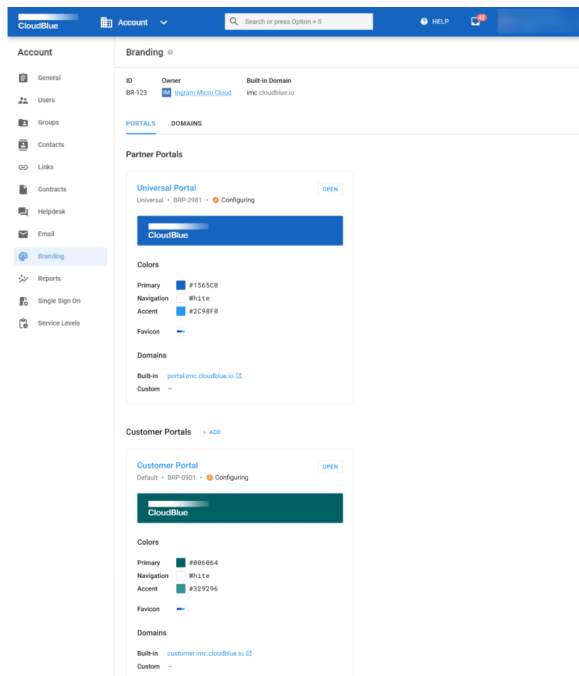 CloudBlue
Account
Search or press Option + S
HELP
43
Account
Branding
General
Users
Groups
Contacts
Links
Contracts
Helpdesk
Email
Branding
Reports
Single Sign On
Service Levels
ID
Owner
Built-in Domain
BR-123
IM
Ingram Micro Cloud
imc.cloudblue.io
PORTALS
DOMAINS
Partner Portals
Universal Portal
OPEN
Universal • BRP-2981 • Configuring
CloudBlue
Colors
Primary #1565C0
Navigation White
Accent #2C98F0
Favicon
Domains
Built-in portal.imc.cloudblue.io
Custom –
Customer Portals + ADD
Customer Portal
OPEN
Default • BRP-0901 • Configuring
CloudBlue
Colors
Primary #006064
Navigation White
Accent #329296
Favicon
Domains
Built-in customer.imc.cloudblue.io
Custom –